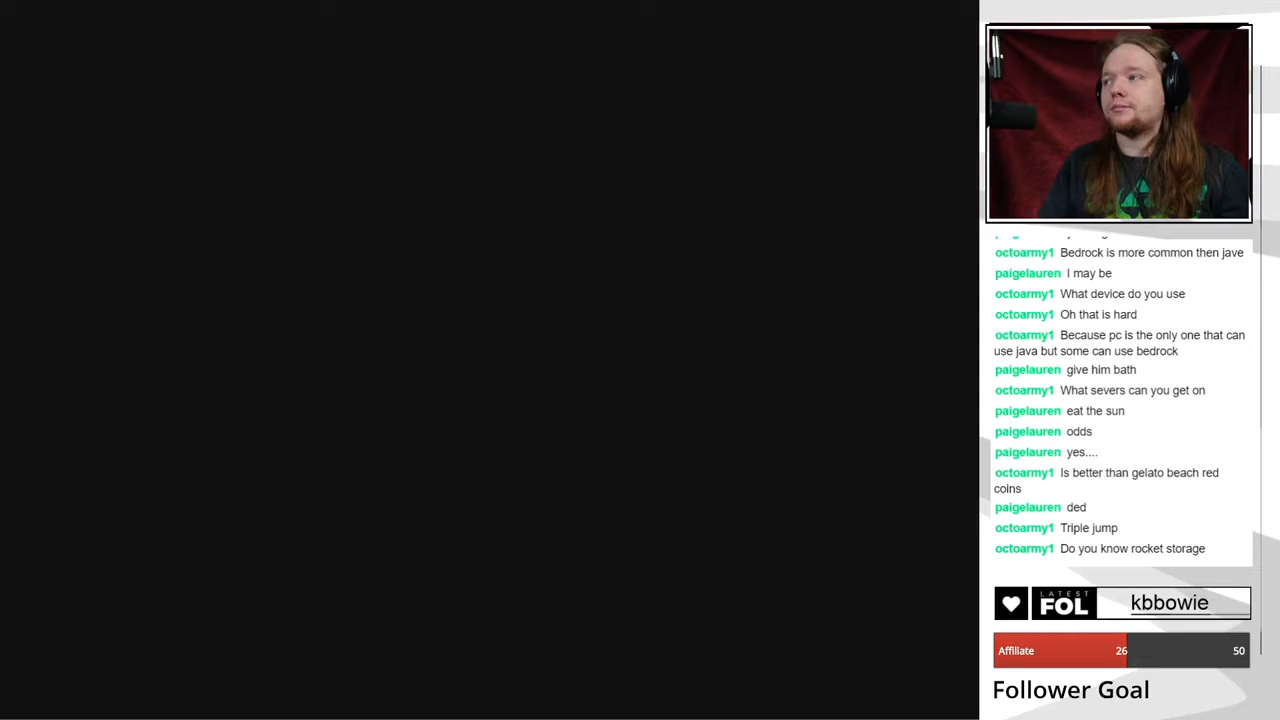 octoarmy1 Bedrock is more common then jave
paigelauren I may be
octoarmy1 What device do you use
octoarmy1 Oh that is hard
octoarmy1 Because pc is the only one that can
use java but some can use bedrock
paigelauren give him bath
octoarmy1 What severs can you get on
paigelauren eat the sun
paigelauren odds
paigelauren yes....
octoarmy1 Is better than gelato beach red
coins
paigelauren ded
octoarmy1 Triple jump
octoarmy1 Do you know rocket storage
LATEST
FOL kbbowie
Affiliate 26 50
Follower Goal